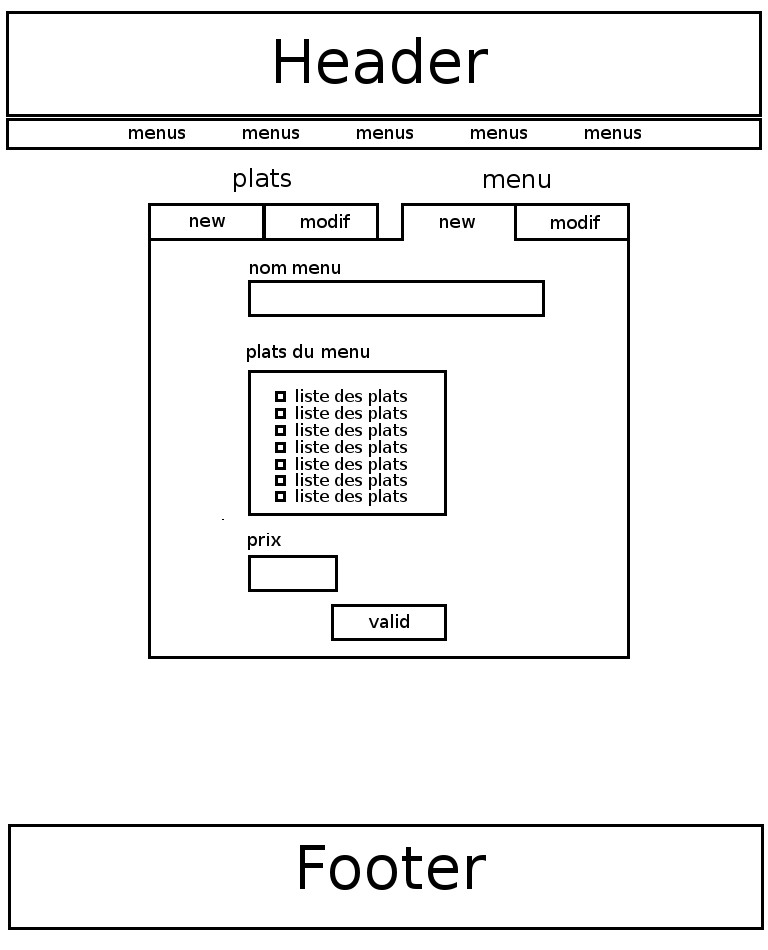 Header
menus menus menus menus menus
plats menu
new modif new modif
nom menu
plats du menu
liste des plats
liste des plats
liste des plats
liste des plats
liste des plats
liste des plats
liste des plats
prix
valid
Footer